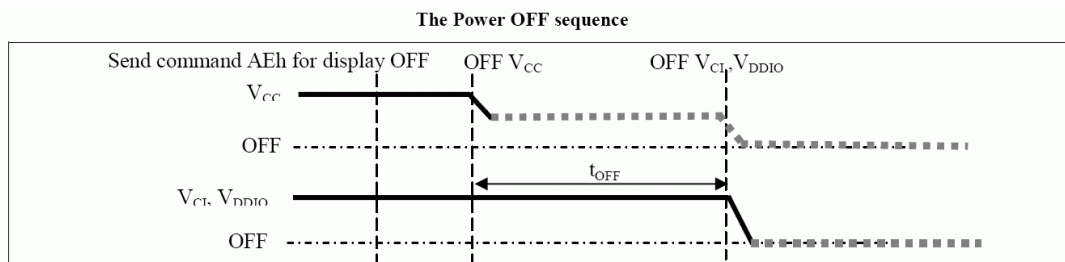 The Power OFF sequence
Send command AEh for display OFF OFF VCC OFF VCI ,VDDIO
VCC
OFF
tOFF
VCI, VDDIO
OFF